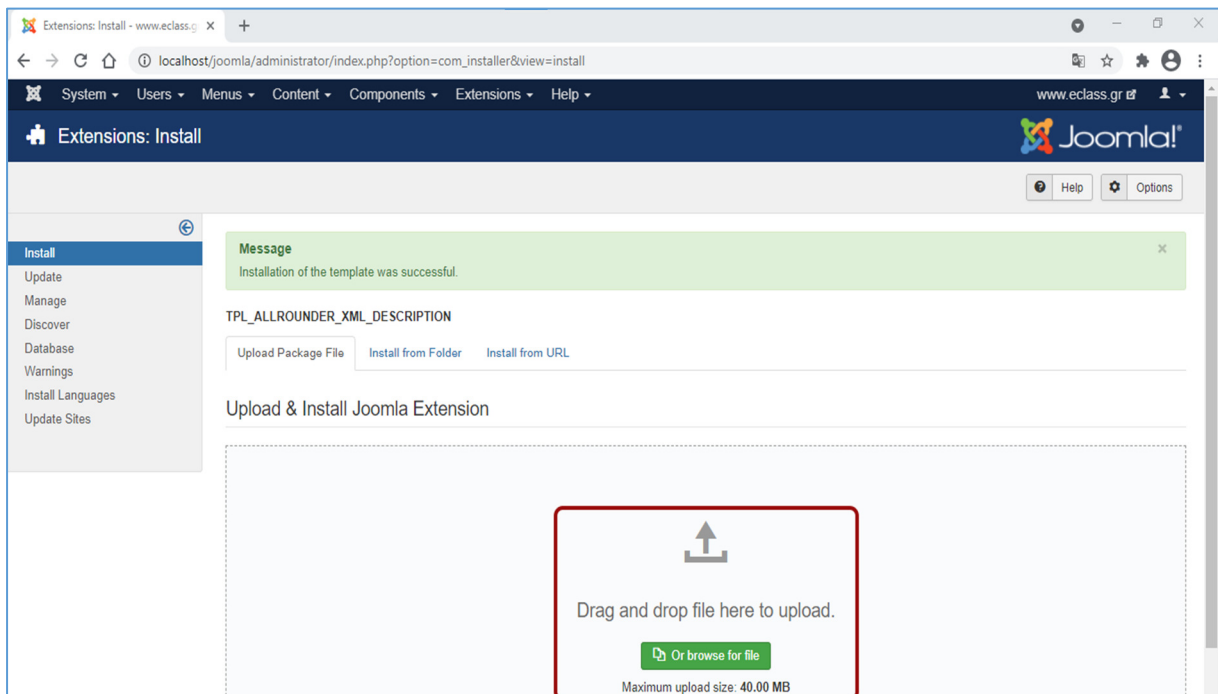 Extensions: Install - www.eclass.g
localhost/joomla/administrator/index.php?option=com_installer&view=install
System Users Menus Content Components Extensions Help www.eclass.gr
Extensions: Install Joomla!
Help Options
Install
Update
Manage
Discover
Database
Warnings
Install Languages
Update Sites
Message
Installation of the template was successful.
TPL_ALLROUNDER_XML_DESCRIPTION
Upload Package File Install from Folder Install from URL
Upload & Install Joomla Extension
Drag and drop file here to upload.
Or browse for file
Maximum upload size: 40.00 MB